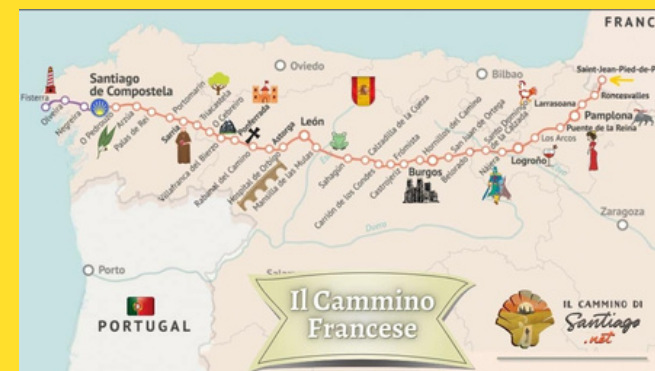 FRANC
Saint-Jean-Pied-de-P
Roncesvalles
Larrasoana
Pamplona
Puente de la Reina
Los Arcos
Logroño
Nájera
Santo Domingo
de la Calzada
Belorado
San Juan de Ortega
Burgos
Hornillos del Camino
Castrojeriz
Frómista
Carrión de los Condes
Calzadilla de la Cueza
Sahagún
Mansilla de las Mulas
León
Hospital de Orbigo
Astorga
Rabanal del Camino
Ponferrada
Villafranca del Bierzo
O Cebreiro
Triacastela
Sarria
Portomarín
Palas de Rei
Arzúa
O Pedrouzo
Santiago
de Compostela
Negreira
Olveira
Fisterra
Oviedo
Bilbao
Zaragoza
Duero
Porto
PORTUGAL
Il Cammino
Francese
IL CAMMINO DI
Santiago
.net